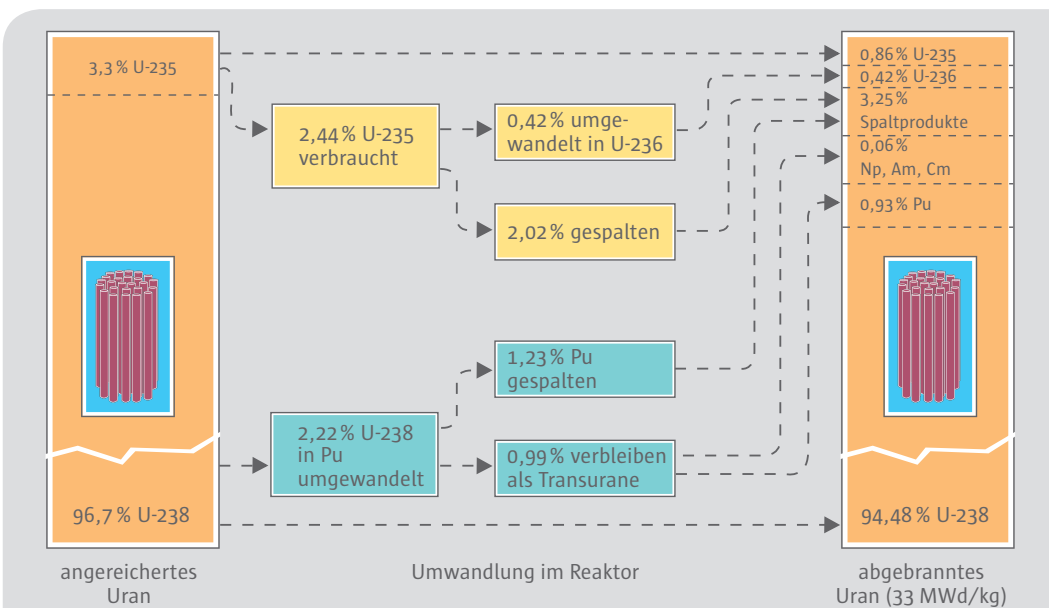 3,3 % U-235
2,44 % U-235
verbraucht
0,42 % umge-
wandelt in U-236
2,02 % gespalten
1,23 % Pu
gespalten
2,22 % U-238
in Pu
umgewandelt
0,99 % verbleiben
als Transurane
96,7 % U-238
0,86 % U-235
0,42 % U-236
3,25 %
Spaltprodukte
0,06 %
Np, Am, Cm
0,93 % Pu
94,48 % U-238
angereichertes
Uran
Umwandlung im Reaktor
abgebranntes
Uran (33 MWd/kg)